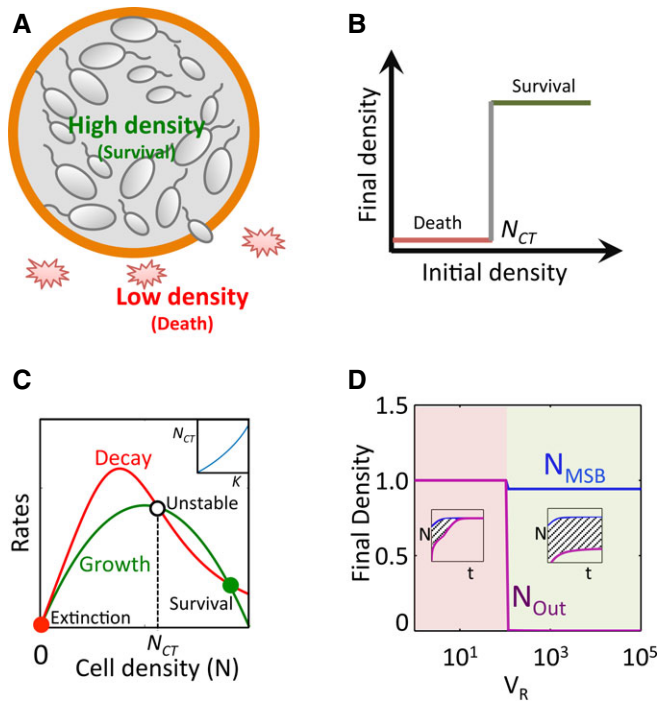 A
High density
(Survival)
Low density
(Death)
B
Final density
Survival
Death
N_CT
Initial density
C
Rates
Decay
N_CT
K
Unstable
Growth
Survival
Extinction
0
N_CT
Cell density (N)
D
Final Density
1.5
1.0
0.5
0
N_MSB
N
t
N
t
N_Out
10^1
10^3
10^5
V_R